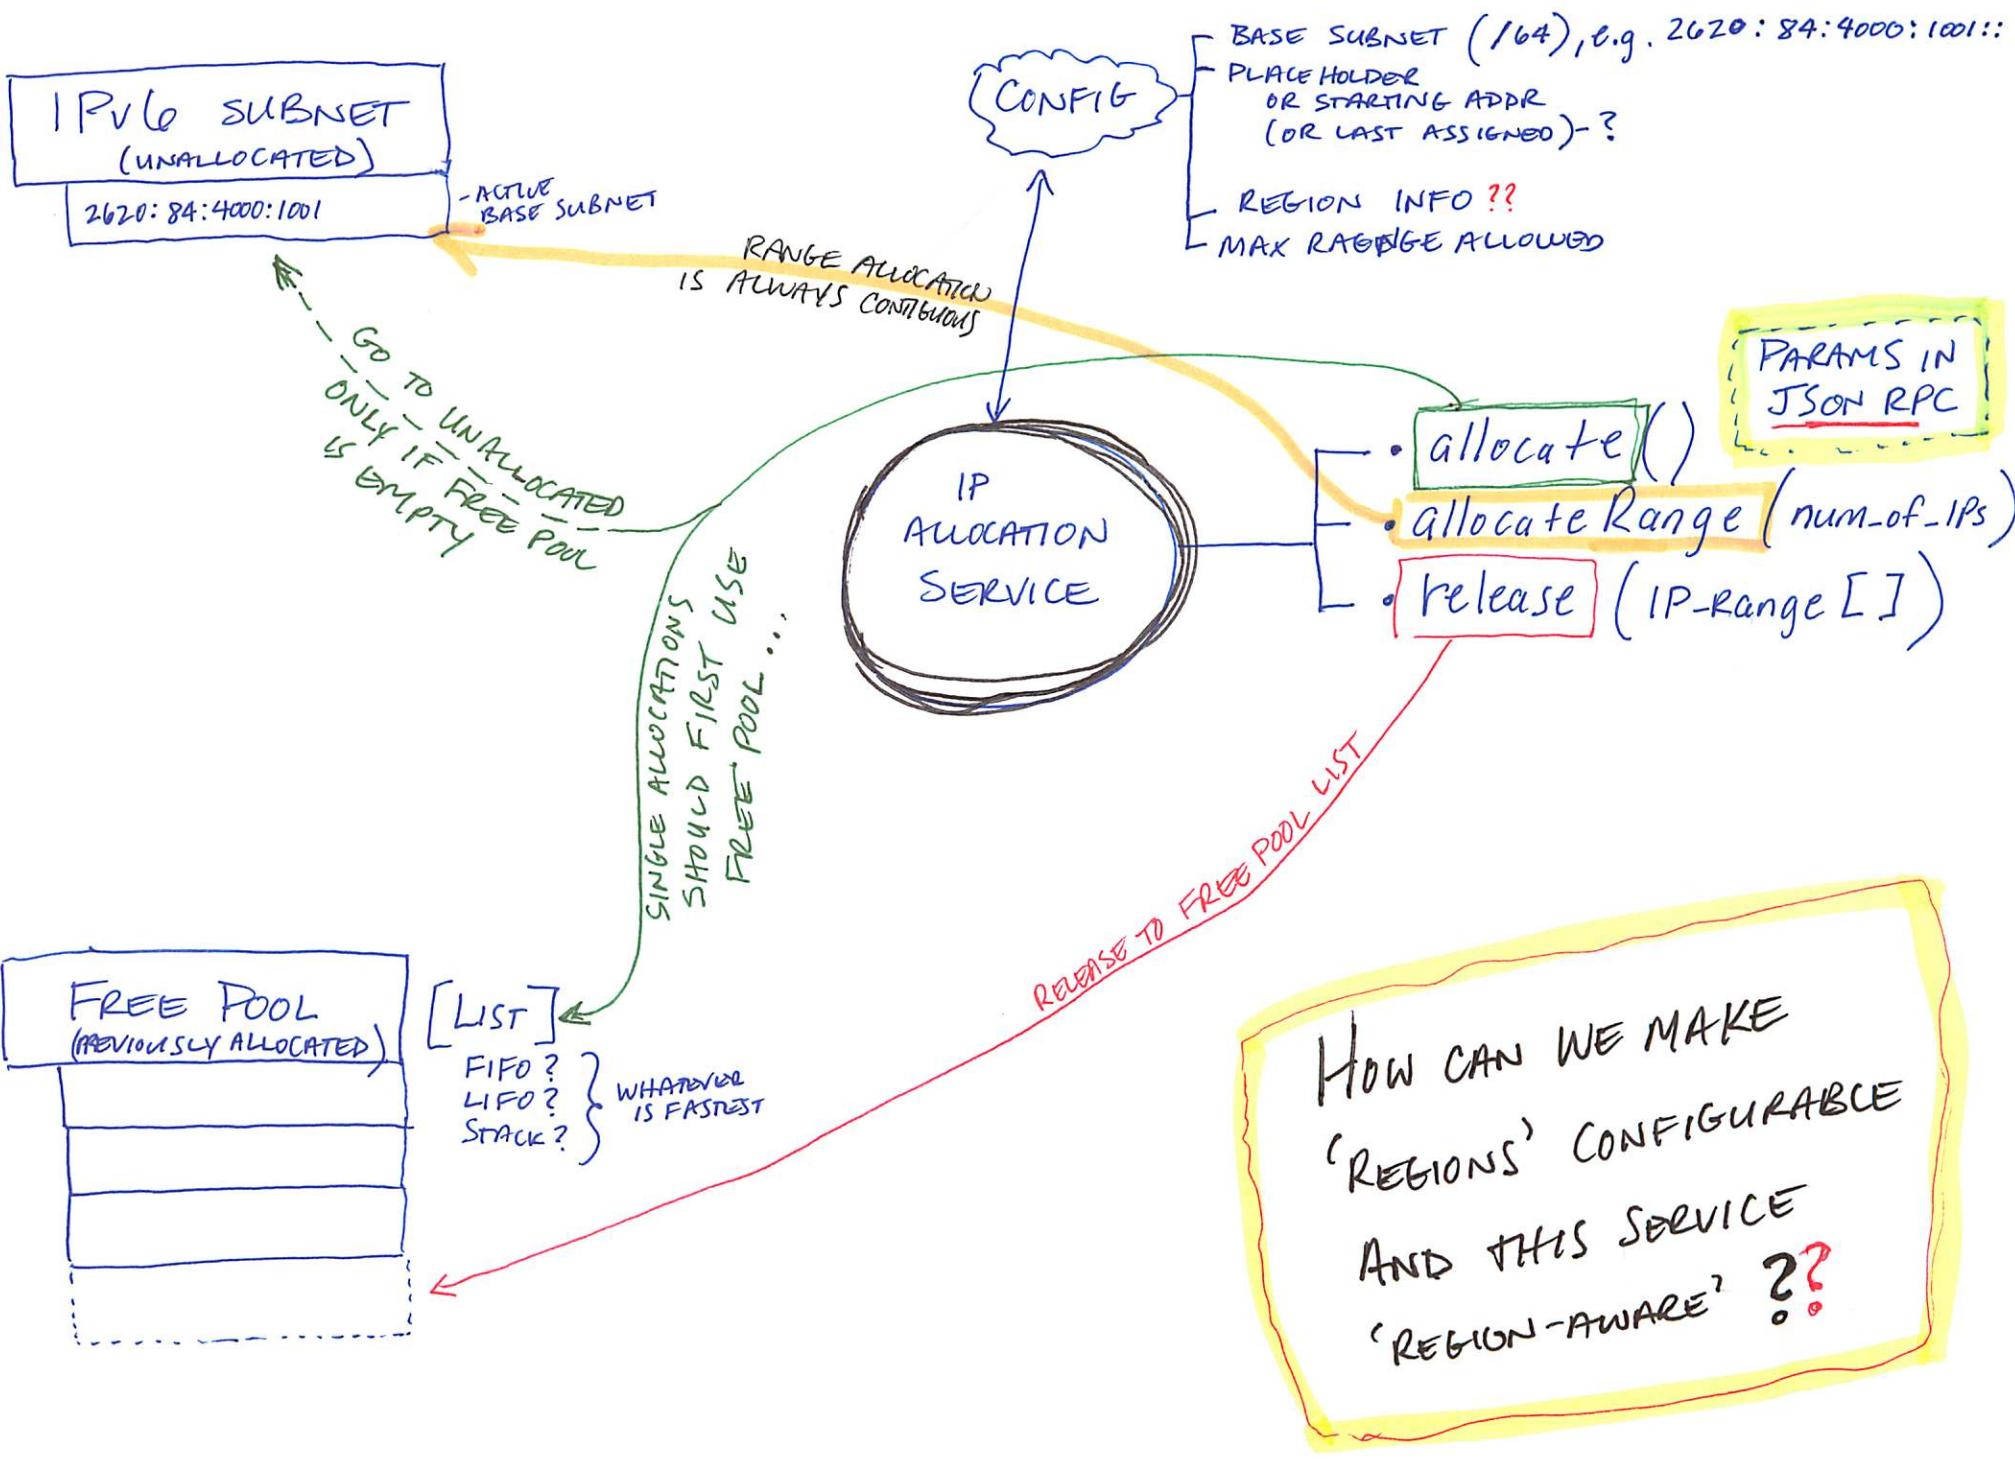 IPv6 SUBNET
(UNALLOCATED)
2620:84:4000:1001
- ACTIVE
BASE SUBNET
CONFIG
BASE SUBNET (/64), e.g. 2620:84:4000:1001::
PLACEHOLDER
OR STARTING ADDR
(OR LAST ASSIGNED) - ?
REGION INFO ??
MAX RANGE ALLOWED
RANGE ALLOCATION
IS ALWAYS CONTIGUOUS
GO TO UNALLOCATED
ONLY IF FREE POOL
IS EMPTY
PARAMS IN
JSON RPC
IP
ALLOCATION
SERVICE
• allocate ()
• allocateRange (num_of_IPs)
• release (IP-Range [])
SINGLE ALLOCATIONS
SHOULD FIRST USE
FREE POOL ...
RELEASE TO FREE POOL LIST
FREE POOL
(PREVIOUSLY ALLOCATED)
[LIST]
FIFO?
LIFO?
STACK?
WHATEVER
IS FASTEST
HOW CAN WE MAKE
'REGIONS' CONFIGURABLE
AND THIS SERVICE
'REGION-AWARE' ??